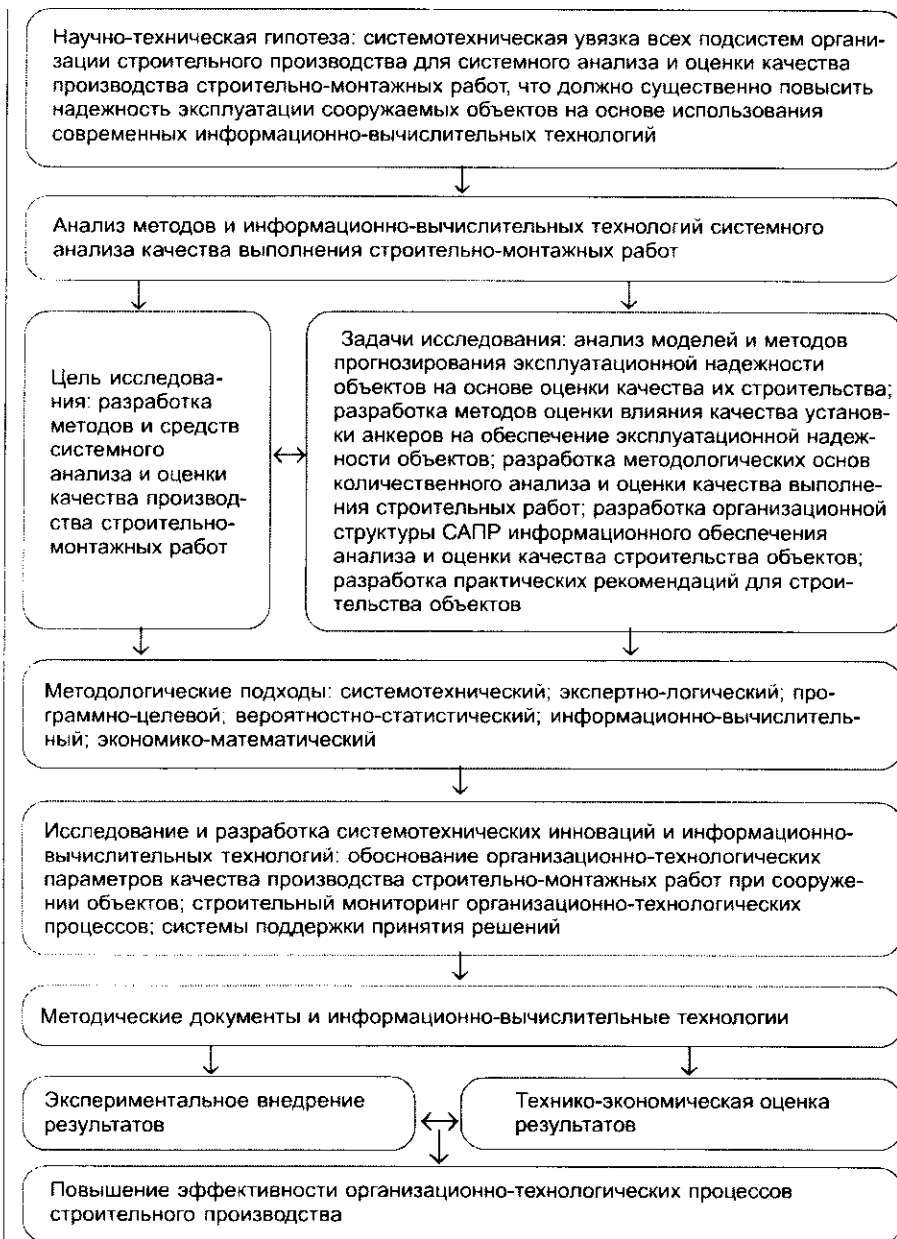 Научно-техническая гипотеза: системотехническая увязка всех подсистем органи-
зации строительного производства для системного анализа и оценки качества
производства строительно-монтажных работ, что должно существенно повысить
надежность эксплуатации сооружаемых объектов на основе использования
современных информационно-вычислительных технологий
Анализ методов и информационно-вычислительных технологий системного
анализа качества выполнения строительно-монтажных работ
Цель исследова-
ния: разработка
методов и средств
системного
анализа и оценки
качества производ-
ства строительно-
монтажных работ
Задачи исследования: анализ моделей и методов
прогнозирования эксплуатационной надежности
объектов на основе оценки качества их строительства;
разработка методов оценки влияния качества установ-
ки анкеров на обеспечение эксплуатационной надеж-
ности объектов; разработка методологических основ
количественного анализа и оценки качества выполне-
ния строительных работ; разработка организационной
структуры САПР информационного обеспечения
анализа и оценки качества строительства объектов;
разработка практических рекомендаций для строи-
тельства объектов
Методологические подходы: системотехнический; экспертно-логический; про-
граммно-целевой; вероятностно-статистический; информационно-вычислитель-
ный; экономико-математический
Исследование и разработка системотехнических инноваций и информационно-
вычислительных технологий: обоснование организационно-технологических
параметров качества производства строительно-монтажных работ при сооруже-
нии объектов; строительный мониторинг организационно-технологических
процессов; системы поддержки принятия решений
Методические документы и информационно-вычислительные технологии
Экспериментальное внедрение
результатов
Технико-экономическая оценка
результатов
Повышение эффективности организационно-технологических процессов
строительного производства